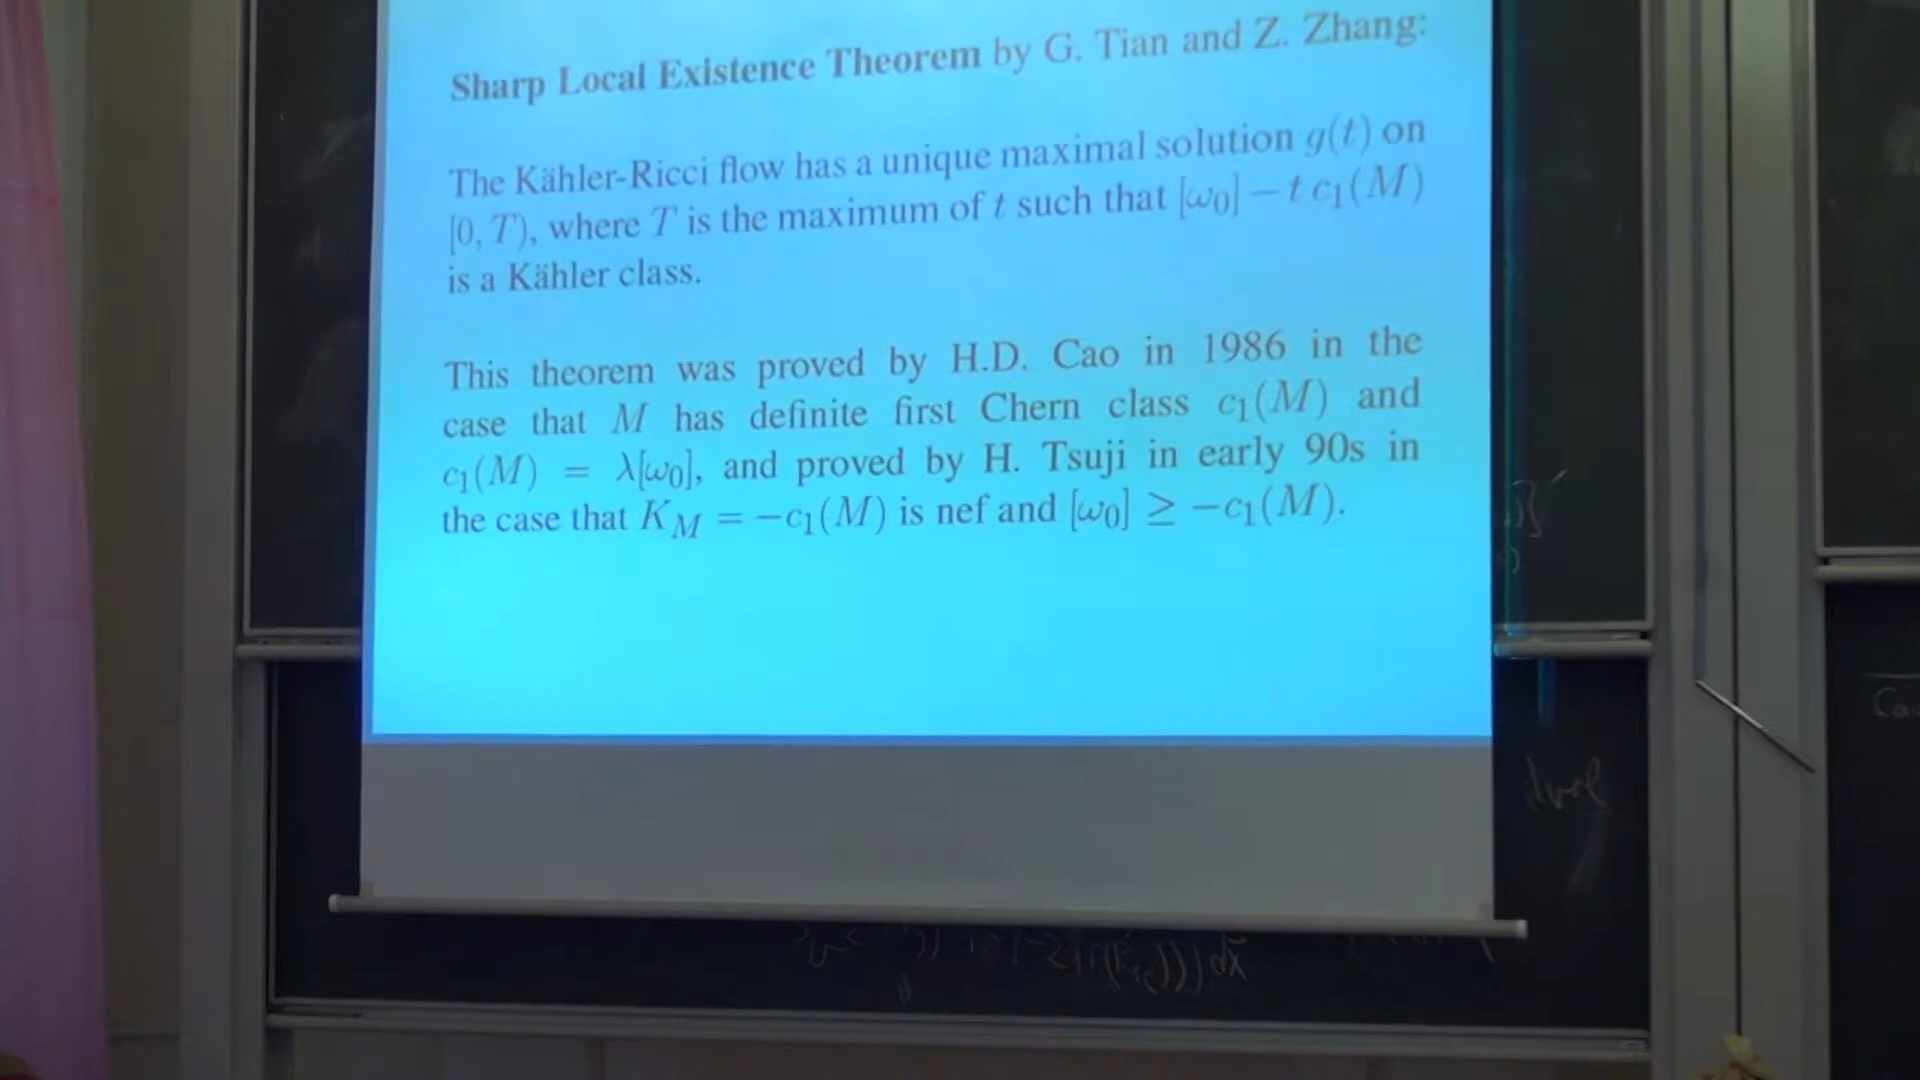 Sharp Local Existence Theorem by G. Tian and Z. Zhang:
The Kähler-Ricci flow has a unique maximal solution g(t) on
[0, T), where T is the maximum of t such that [ω₀] − t c₁(M)
is a Kähler class.
This theorem was proved by H.D. Cao in 1986 in the
case that M has definite first Chern class c₁(M) and
c₁(M) = λ[ω₀], and proved by H. Tsuji in early 90s in
the case that K_M = −c₁(M) is nef and [ω₀] ≥ −c₁(M).